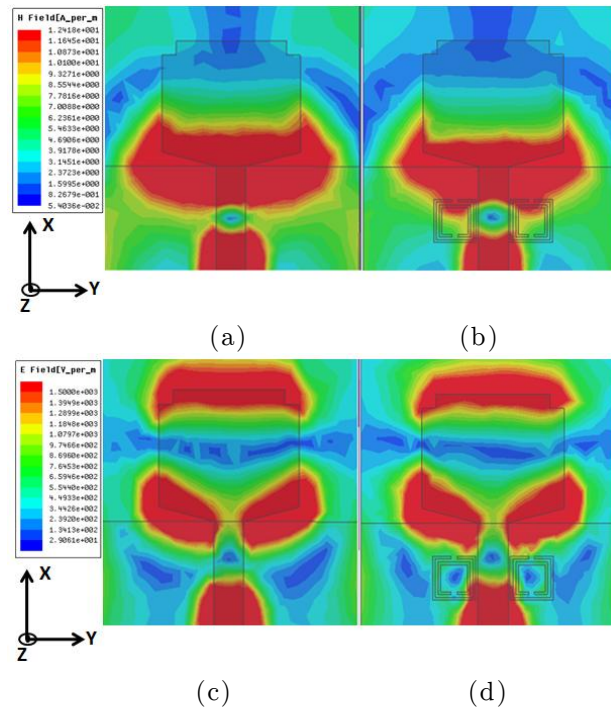 H Field[A_per_m
1.2418e+001
1.1645e+001
1.0873e+001
1.0100e+001
9.3271e+000
8.5544e+000
7.7816e+000
7.0088e+000
6.2361e+000
5.4633e+000
4.6906e+000
3.9178e+000
3.1451e+000
2.3723e+000
1.5995e+000
8.2679e-001
5.4036e-002
X
Z
Y
(a)
(b)
E Field[V_per_m
1.5000e+003
1.3949e+003
1.2899e+003
1.1848e+003
1.0797e+003
9.7466e+002
8.6960e+002
7.6453e+002
6.5946e+002
5.5440e+002
4.4933e+002
3.4426e+002
2.3920e+002
1.3413e+002
2.9061e+001
X
Z
Y
(c)
(d)